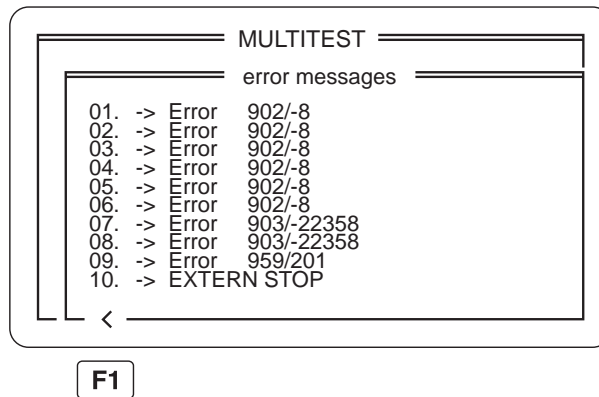 MULTITEST
error messages
01. -> Error 902/-8
02. -> Error 902/-8
03. -> Error 902/-8
04. -> Error 902/-8
05. -> Error 902/-8
06. -> Error 902/-8
07. -> Error 903/-22358
08. -> Error 903/-22358
09. -> Error 959/201
10. -> EXTERN STOP
<
F1